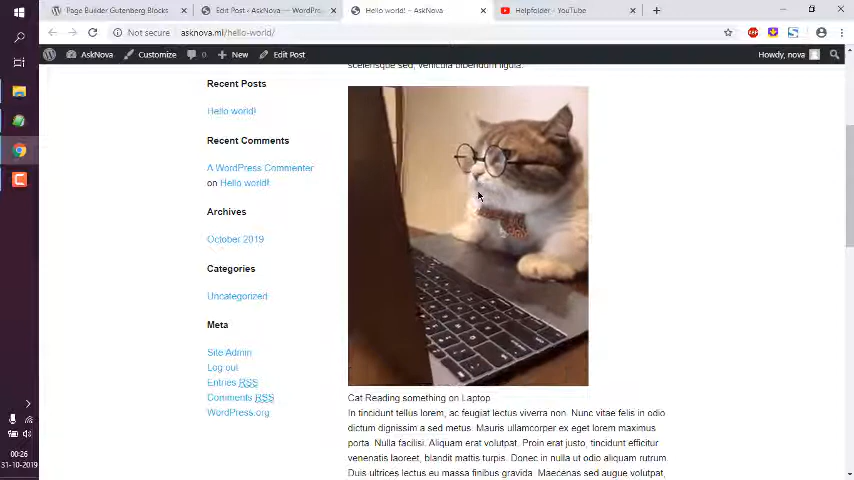 Page Builder Gutenberg Blocks
Edit Post ‹ AskNova — WordPre
Hello world! – AskNova
Helpfolder - YouTube
Not secure
asknova.ml/hello-world/
AskNova
Customize
0
New
Edit Post
Howdy, nova
scelerisque sed, vehicula bibendum ligula.
Recent Posts
Hello world!
Recent Comments
A WordPress Commenter
on Hello world!
Archives
October 2019
Categories
Uncategorized
Meta
Site Admin
Log out
Entries RSS
Comments RSS
WordPress.org
Cat Reading something on Laptop
In tincidunt tellus lorem, ac feugiat lectus viverra non. Nunc vitae felis in odio
dictum dignissim a sed metus. Mauris ullamcorper ex eget lorem maximus
porta. Nulla facilisi. Aliquam erat volutpat. Proin erat justo, tincidunt efficitur
venenatis laoreet, blandit mattis turpis. Donec in nulla ut odio aliquam rutrum.
Duis ultrices lectus eu massa finibus gravida. Maecenas sed augue volutpat,
00:26
31-10-2019